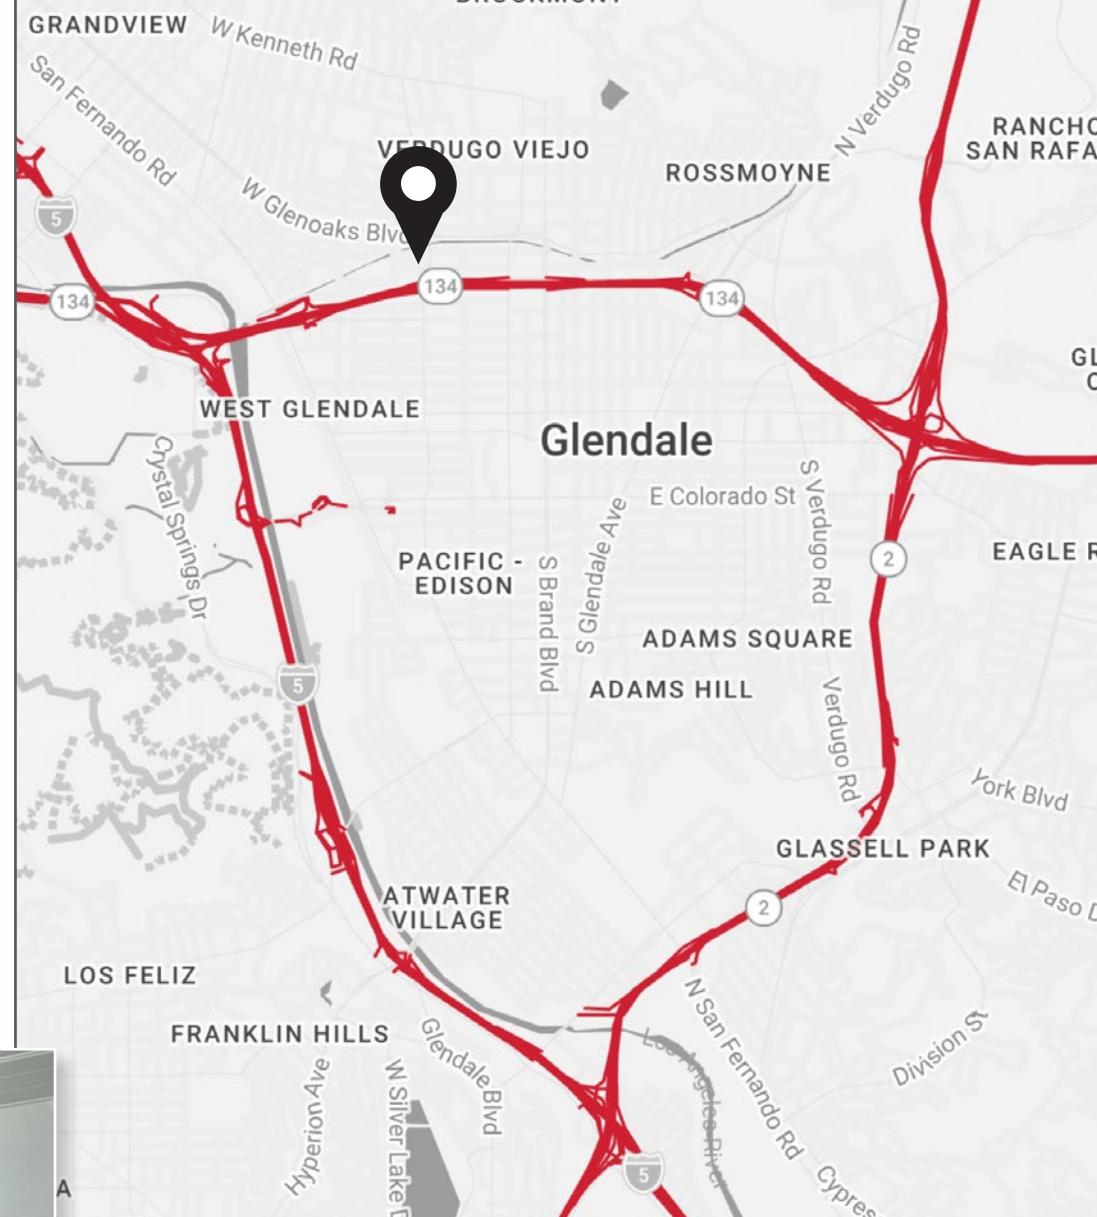 GRANDVIEW
W Kenneth Rd
San Fernando Rd
N Verdugo Rd
RANCHO
SAN RAFA
VERDUGO VIEJO
ROSSMOYNE
5
W Glenoaks Blvd
134
134
134
GL
WEST GLENDALE
Glendale
Crystal Springs Dr
E Colorado St
S Verdugo Rd
S Glendale Ave
S Brand Blvd
PACIFIC -
EDISON
2
EAGLE R
ADAMS SQUARE
5
ADAMS HILL
Verdugo Rd
York Blvd
GLASSELL PARK
El Paso D
ATWATER
VILLAGE
2
LOS FELIZ
N San Fernando Rd
FRANKLIN HILLS
Glendale Blvd
Los Angeles River
Division St
Hyperion Ave
W Silver Lake D
5
Cypres
A